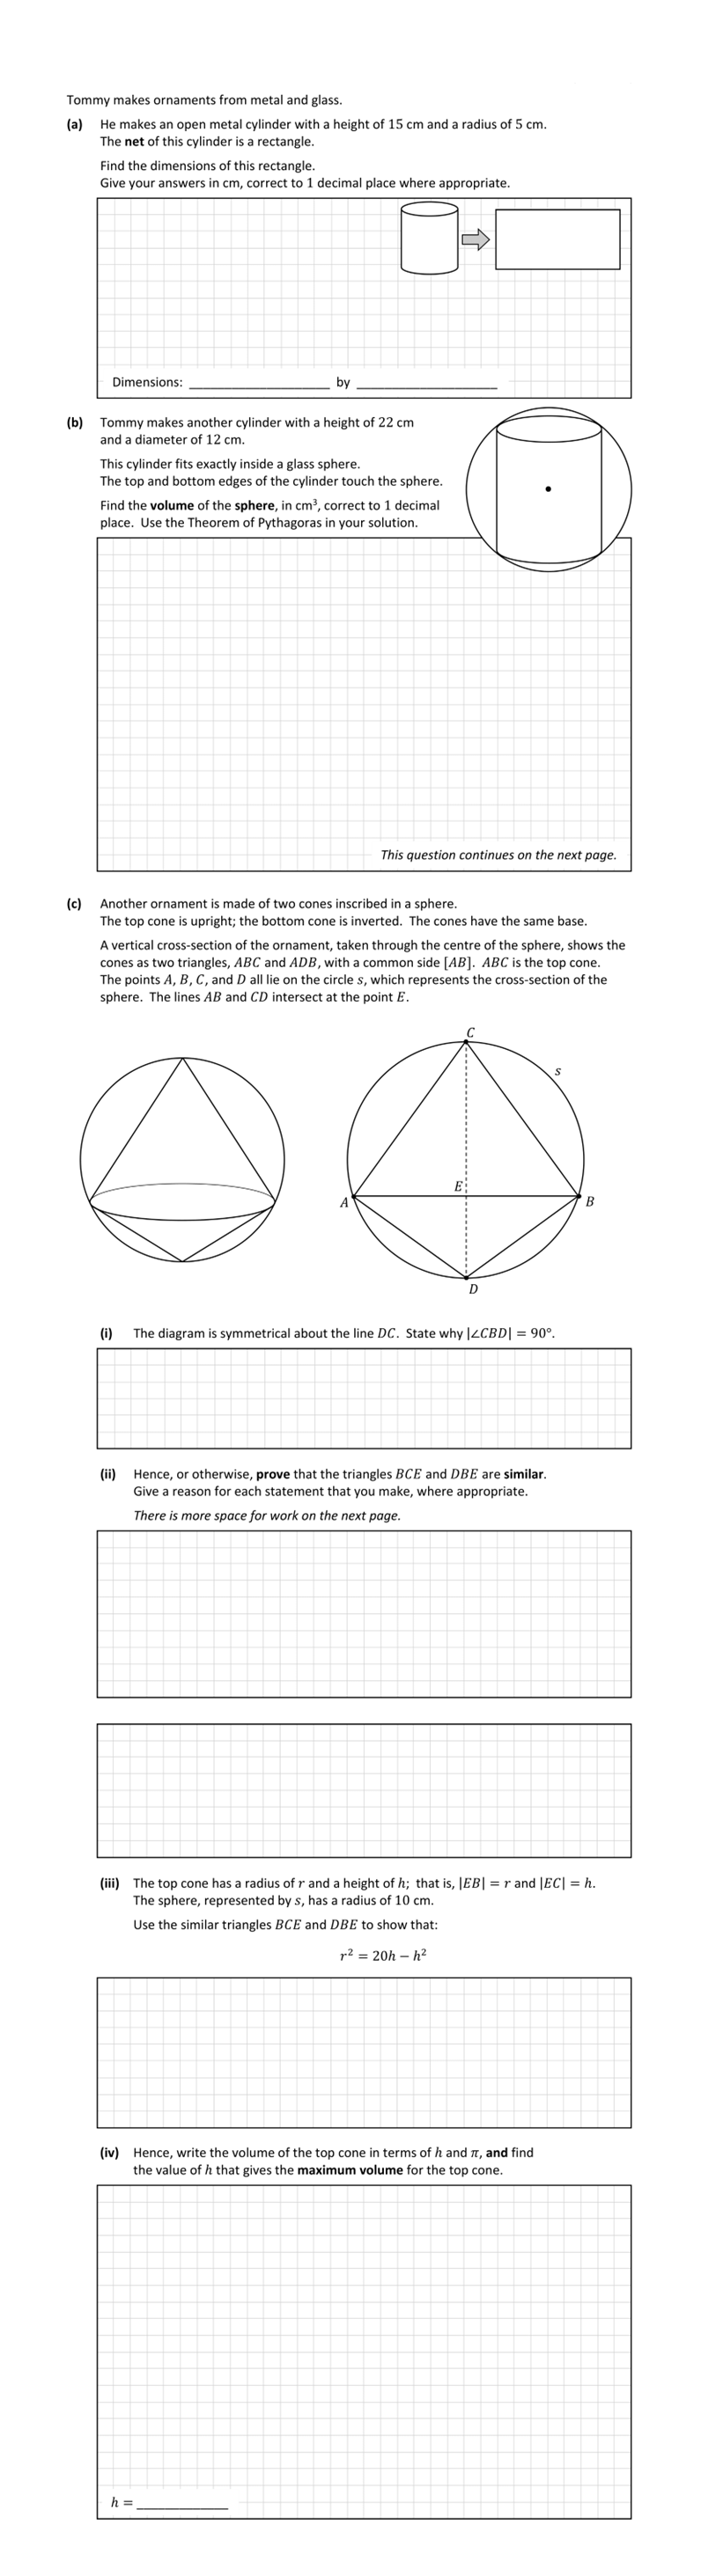 Tommy makes ornaments from metal and glass.
(a) He makes an open metal cylinder with a height of 15 cm and a radius of 5 cm.
The net of this cylinder is a rectangle.
Find the dimensions of this rectangle.
Give your answers in cm, correct to 1 decimal place where appropriate.
Dimensions: ____________________ by ____________________
(b) Tommy makes another cylinder with a height of 22 cm
and a diameter of 12 cm.
This cylinder fits exactly inside a glass sphere.
The top and bottom edges of the cylinder touch the sphere.
Find the volume of the sphere, in cm³, correct to 1 decimal
place. Use the Theorem of Pythagoras in your solution.
This question continues on the next page.
(c) Another ornament is made of two cones inscribed in a sphere.
The top cone is upright; the bottom cone is inverted. The cones have the same base.
A vertical cross-section of the ornament, taken through the centre of the sphere, shows the
cones as two triangles, ABC and ADB, with a common side [AB]. ABC is the top cone.
The points A, B, C, and D all lie on the circle s, which represents the cross-section of the
sphere. The lines AB and CD intersect at the point E.
C
s
E
A
B
D
(i) The diagram is symmetrical about the line DC. State why |∠CBD| = 90°.
(ii) Hence, or otherwise, prove that the triangles BCE and DBE are similar.
Give a reason for each statement that you make, where appropriate.
There is more space for work on the next page.
(iii) The top cone has a radius of r and a height of h; that is, |EB| = r and |EC| = h.
The sphere, represented by s, has a radius of 10 cm.
Use the similar triangles BCE and DBE to show that:
r² = 20h − h²
(iv) Hence, write the volume of the top cone in terms of h and π, and find
the value of h that gives the maximum volume for the top cone.
h = _____________